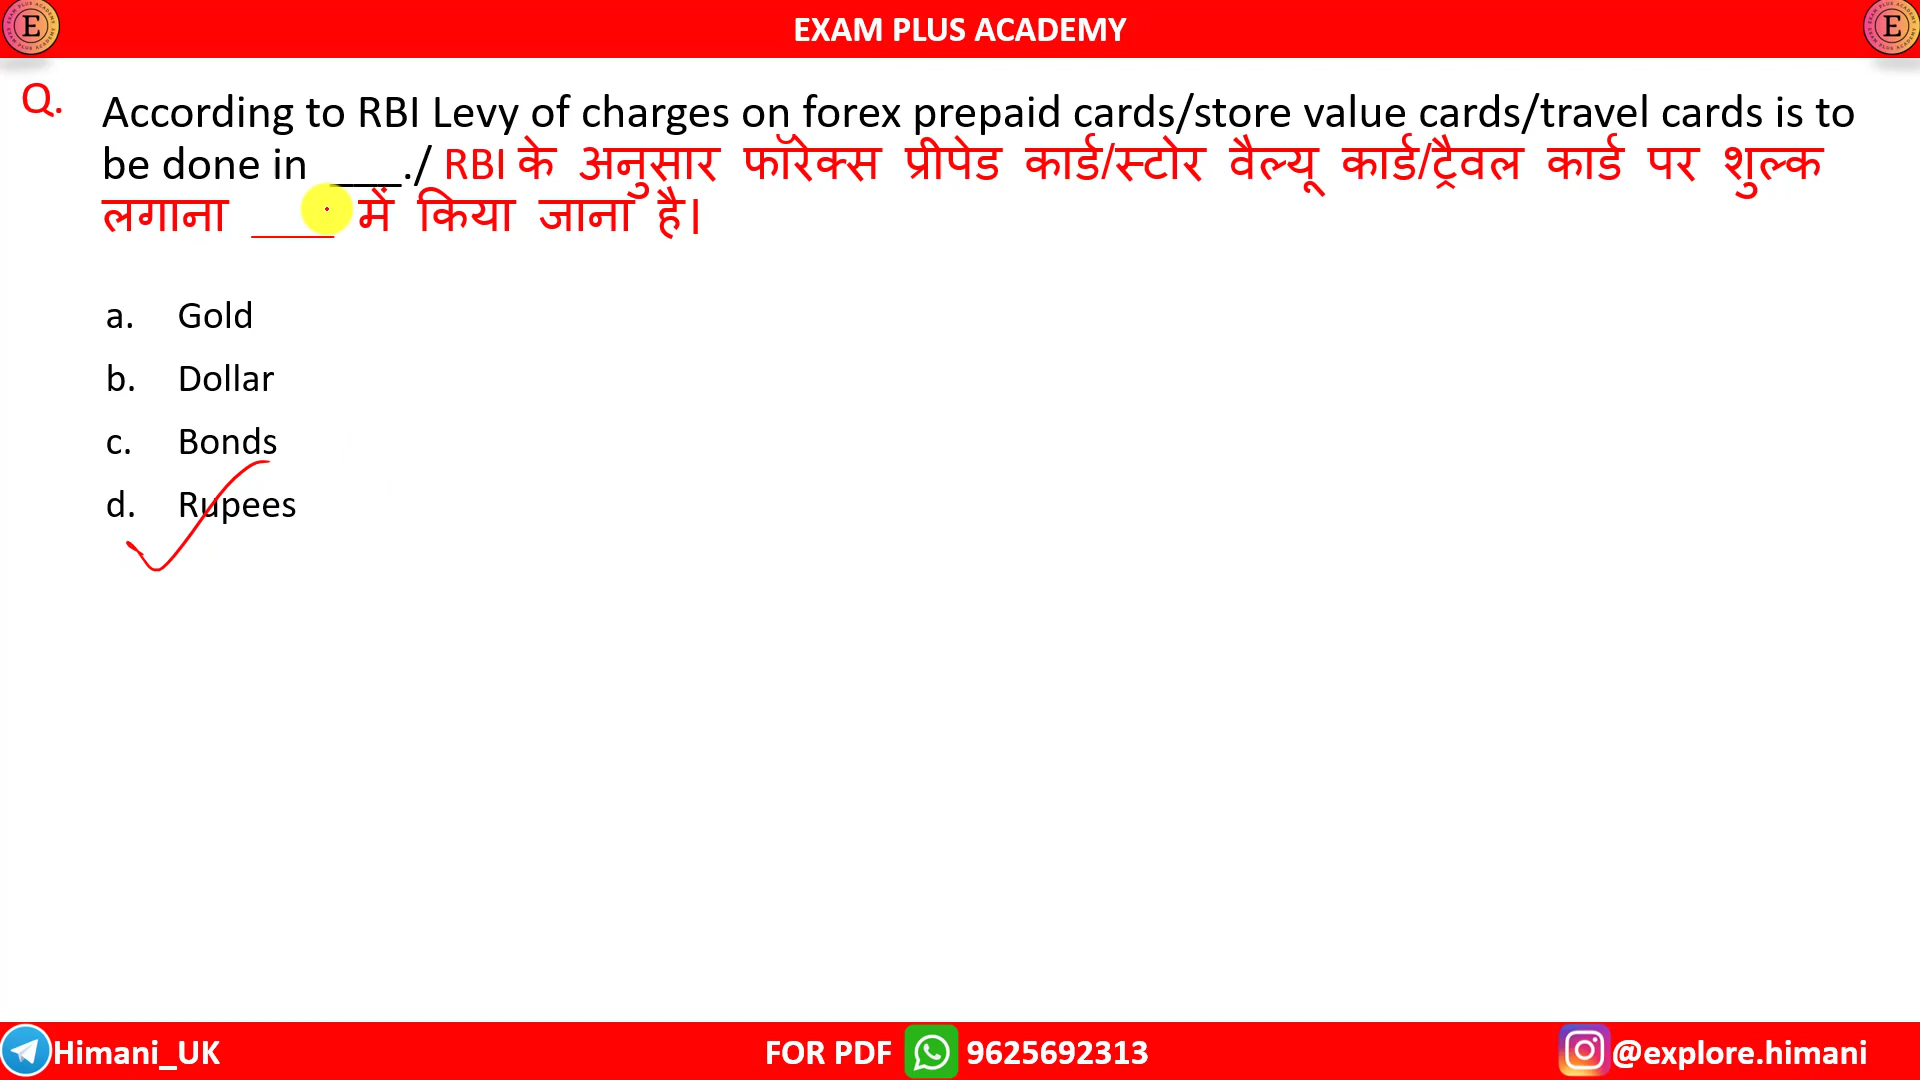 EXAM PLUS ACADEMY
E
E
Q.
According to RBI Levy of charges on forex prepaid cards/store value cards/travel cards is to
be done in ___./ RBI के अनुसार फॉरेक्स प्रीपेड कार्ड/स्टोर वैल्यू कार्ड/ट्रैवल कार्ड पर शुल्क
लगाना ____ में किया जाना है।
a. Gold
b. Dollar
c. Bonds
d. Rupees
Himani_UK
FOR PDF 9625692313
@explore.himani